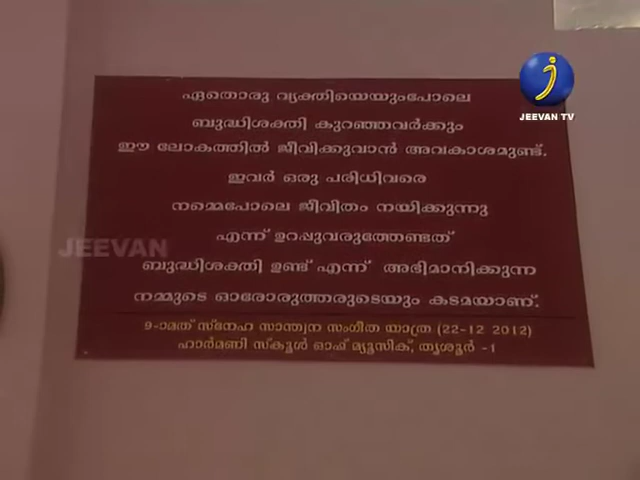 JEEVAN TV
ഏതൊരു വ്യക്തിയെയുംപോലെ
ബുദ്ധിശക്തി കുറഞ്ഞവർക്കും
ഈ ലോകത്തിൽ ജീവിക്കുവാൻ അവകാശമുണ്ട്.
ഇവർ ഒരു പരിധിവരെ
നമ്മെപോലെ ജീവിതം നയിക്കുന്നു
എന്ന് ഉറപ്പുവരുത്തേണ്ടത്
ബുദ്ധിശക്തി ഉണ്ട് എന്ന് അഭിമാനിക്കുന്ന
നമ്മുടെ ഓരോരുത്തരുടെയും കടമയാണ്.
9-ാമത് സ്നേഹ സാന്ത്വന സംഗീത യാത്ര (22-12 2012)
ഹാർമണി സ്കൂൾ ഓഫ് മ്യൂസിക്, തൃശൂർ -1
JEEVAN